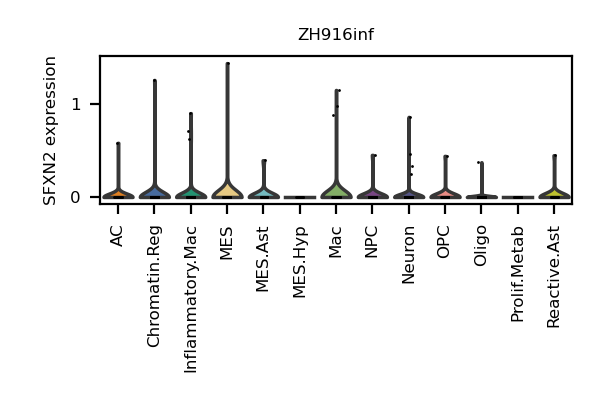 ZH916inf
SFXN2 expression
1
0
AC
Chromatin.Reg
Inflammatory.Mac
MES
MES.Ast
MES.Hyp
Mac
NPC
Neuron
OPC
Oligo
Prolif.Metab
Reactive.Ast